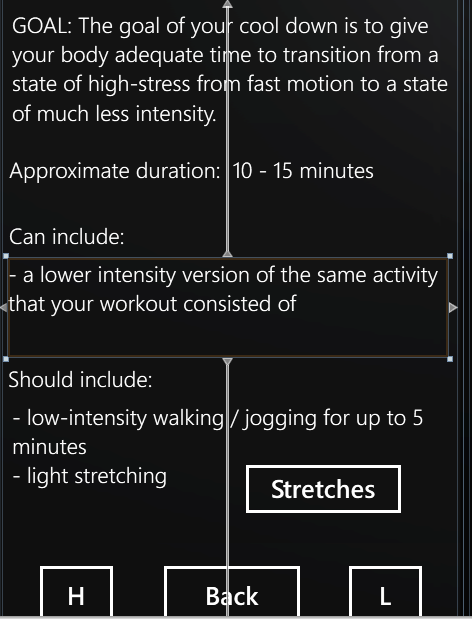 GOAL: The goal of your cool down is to give
your body adequate time to transition from a
state of high-stress from fast motion to a state
of much less intensity.
Approximate duration: 10 - 15 minutes
Can include:
- a lower intensity version of the same activity
that your workout consisted of
Should include:
- low-intensity walking / jogging for up to 5
minutes
- light stretching
Stretches
H Back L